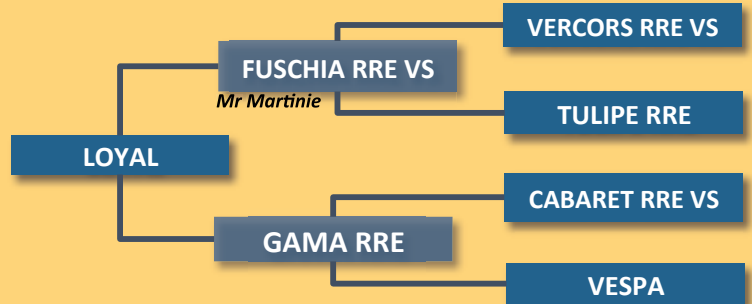 VERCORS RRE VS
FUSCHIA RRE VS
Mr Martinie
TULIPE RRE
LOYAL
CABARET RRE VS
GAMA RRE
VESPA